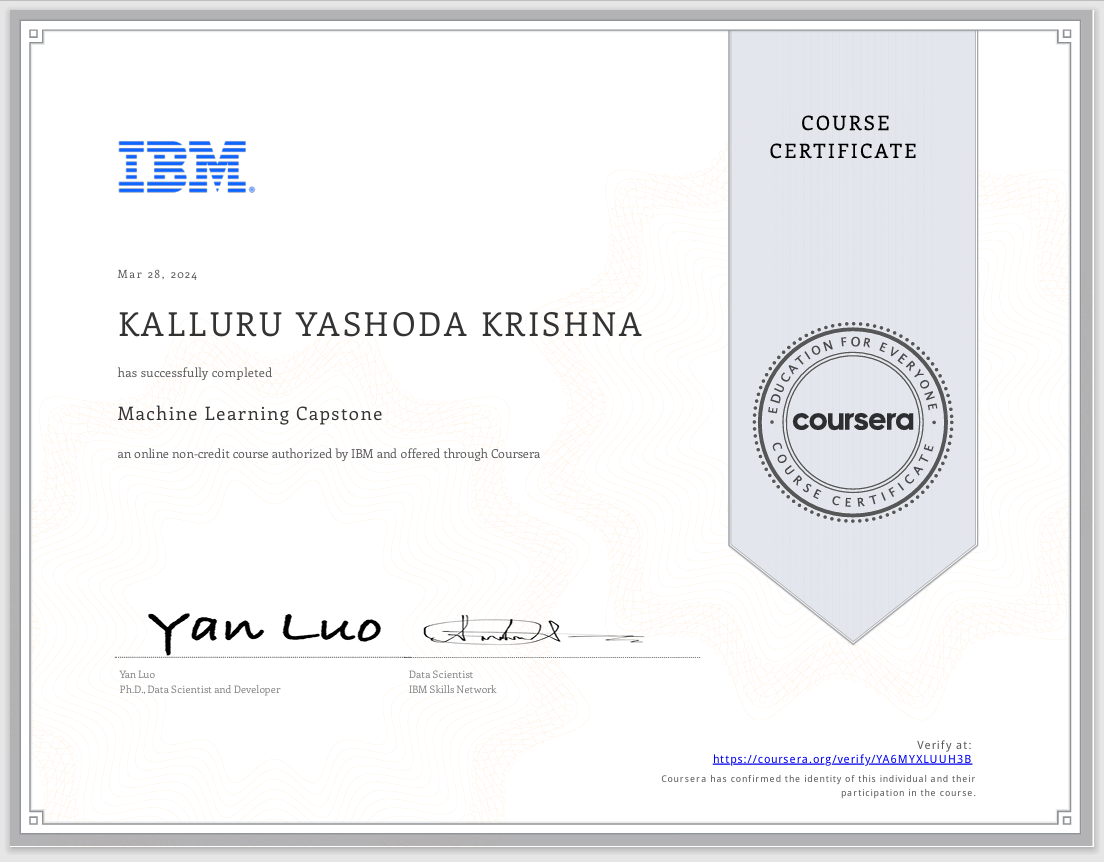 COURSE
CERTIFICATE
IBM®
Mar 28, 2024
KALLURU YASHODA KRISHNA
has successfully completed
Machine Learning Capstone
an online non-credit course authorized by IBM and offered through Coursera
EDUCATION FOR EVERYONE
coursera
COURSE CERTIFICATE
Yan Luo
Yan Luo
Ph.D., Data Scientist and Developer
Data Scientist
IBM Skills Network
Verify at:
https://coursera.org/verify/YA6MYXLUUH3B
Coursera has confirmed the identity of this individual and their
participation in the course.